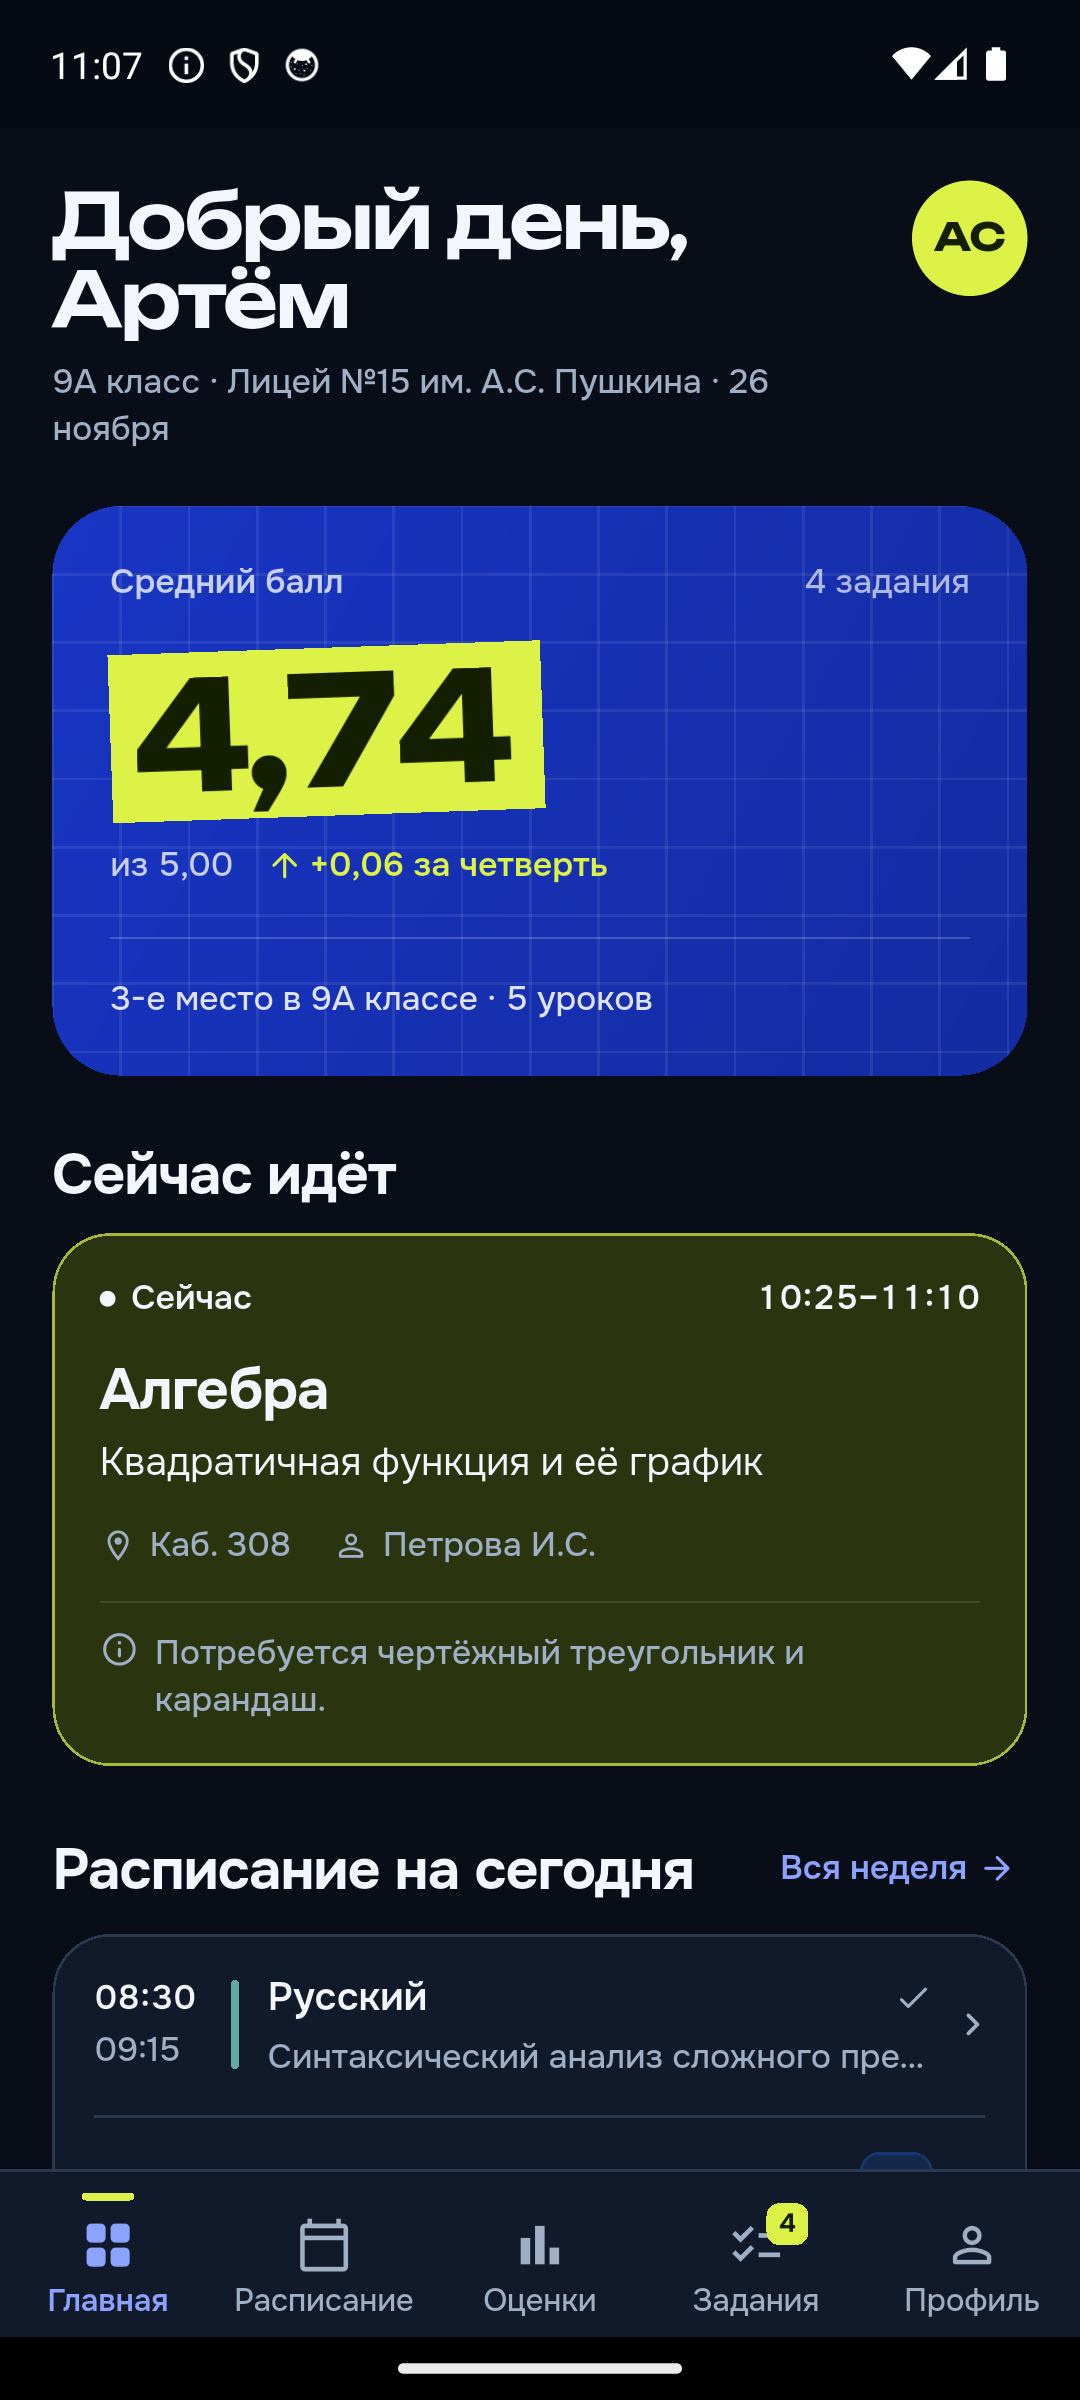 11:07
Добрый день,
Артём
AC
9А класс · Лицей №15 им. А.С. Пушкина · 26
ноября
Средний балл
4 задания
4,74
из 5,00 ↑ +0,06 за четверть
3-е место в 9А классе · 5 уроков
Сейчас идёт
Сейчас
10:25–11:10
Алгебра
Квадратичная функция и её график
Каб. 308
Петрова И.С.
Потребуется чертёжный треугольник и
карандаш.
Расписание на сегодня
Вся неделя →
08:30
Русский
09:15
Синтаксический анализ сложного пре...
4
Главная
Расписание
Оценки
Задания
Профиль